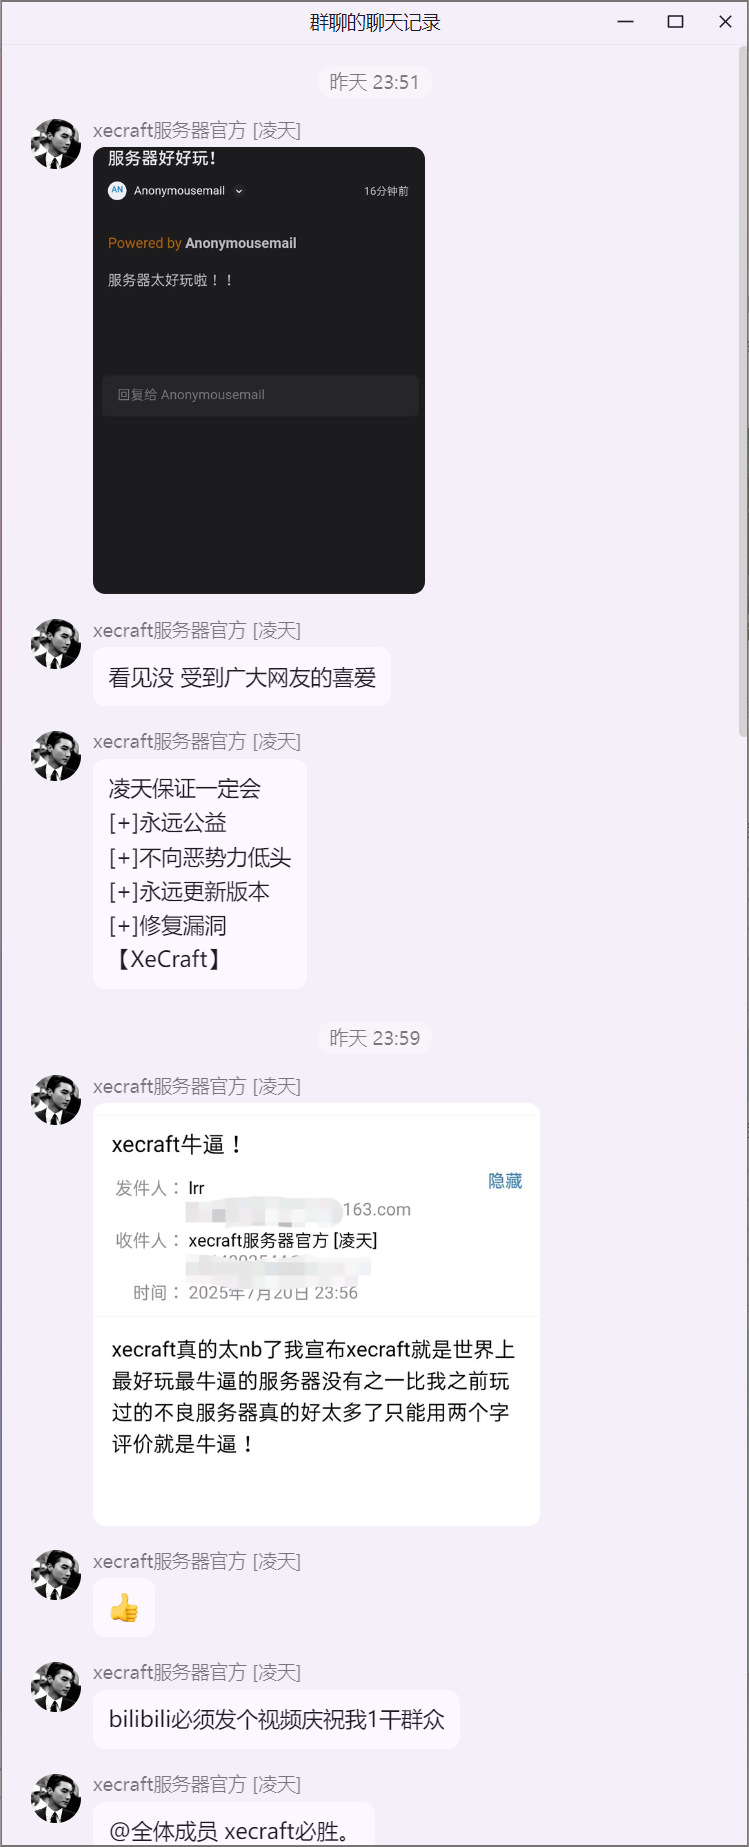 群聊的聊天记录
昨天 23:51
xecraft服务器官方 [凌天]
服务器好好玩!
AN Anonymousemail 16分钟前
Powered by Anonymousemail
服务器太好玩啦！！
回复给 Anonymousemail
xecraft服务器官方 [凌天]
看见没 受到广大网友的喜爱
xecraft服务器官方 [凌天]
凌天保证一定会
[+]永远公益
[+]不向恶势力低头
[+]永远更新版本
[+]修复漏洞
【XeCraft】
昨天 23:59
xecraft服务器官方 [凌天]
xecraft牛逼！
发件人： lrr 隐藏
163.com
收件人： xecraft服务器官方 [凌天]
时间： 2025年7月20日 23:56
xecraft真的太nb了我宣布xecraft就是世界上
最好玩最牛逼的服务器没有之一比我之前玩
过的不良服务器真的好太多了只能用两个字
评价就是牛逼！
xecraft服务器官方 [凌天]
👍
xecraft服务器官方 [凌天]
bilibili必须发个视频庆祝我1干群众
xecraft服务器官方 [凌天]
@全体成员 xecraft必胜。